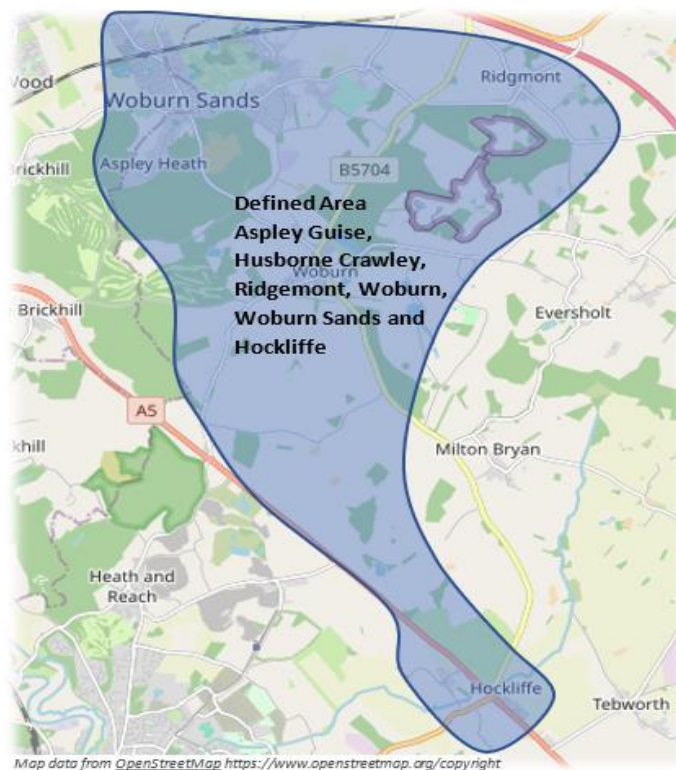 Wood
Ridgmont
Woburn Sands
Brickhill
Aspley Heath
B5704
Defined Area
Aspley Guise,
Husborne Crawley,
Woburn
Ridgemont, Woburn,
Woburn Sands and
Hockliffe
Brickhill
Eversholt
A5
khill
Milton Bryan
Heath and
Reach
Hockliffe
Tebworth
Map data from OpenStreetMap https://www.openstreetmap.org/copyright